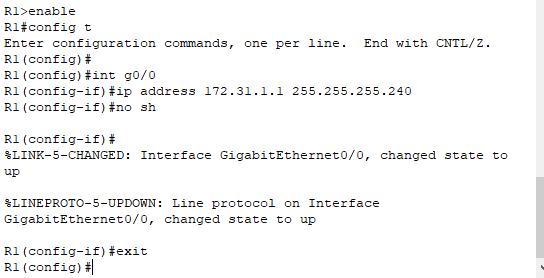 R1>enable
R1#config t
Enter configuration commands, one per line.  End with CNTL/Z.
R1(config)#
R1(config)#int g0/0
R1(config-if)#ip address 172.31.1.1 255.255.255.240
R1(config-if)#no sh
R1(config-if)#
%LINK-5-CHANGED: Interface GigabitEthernet0/0, changed state to
up
%LINEPROTO-5-UPDOWN: Line protocol on Interface
GigabitEthernet0/0, changed state to up
R1(config-if)#exit
R1(config)#